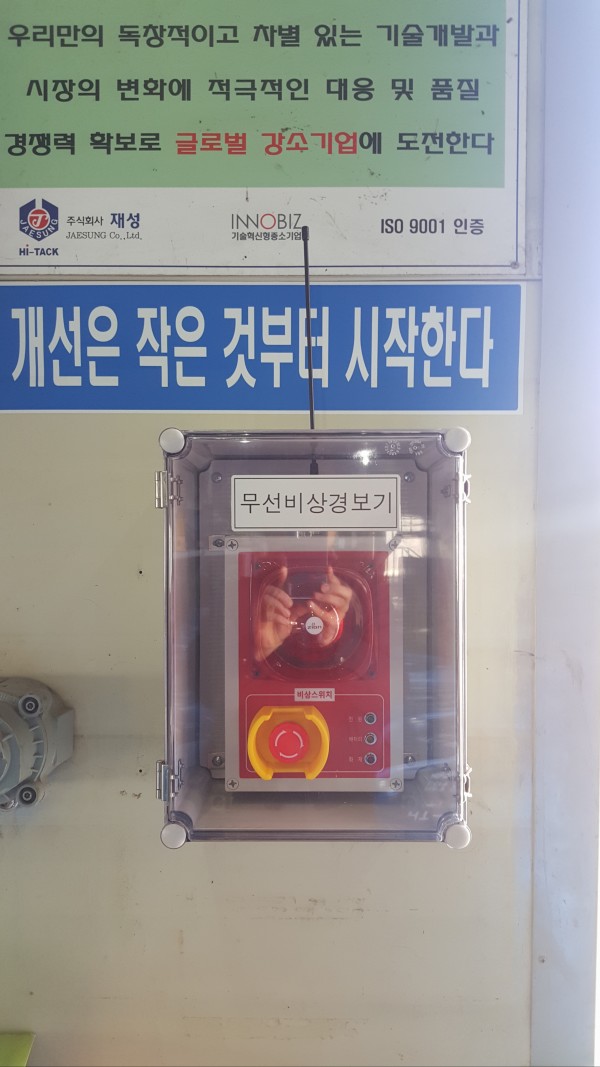 우리만의 독창적이고 차별 있는 기술개발과
시장의 변화에 적극적인 대응 및 품질
경쟁력 확보로 글로벌 강소기업에 도전한다
JAESUNG
HI-TACK
주식회사 재성
JAESUNG Co.,Ltd.
INNOBIZ
기술혁신형중소기업
ISO 9001 인증
개선은 작은 것부터 시작한다
무선비상경보기
비상스위치